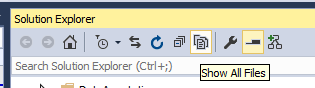 Solution Explorer
Search Solution Explorer (Ctrl+;)
Show All Files